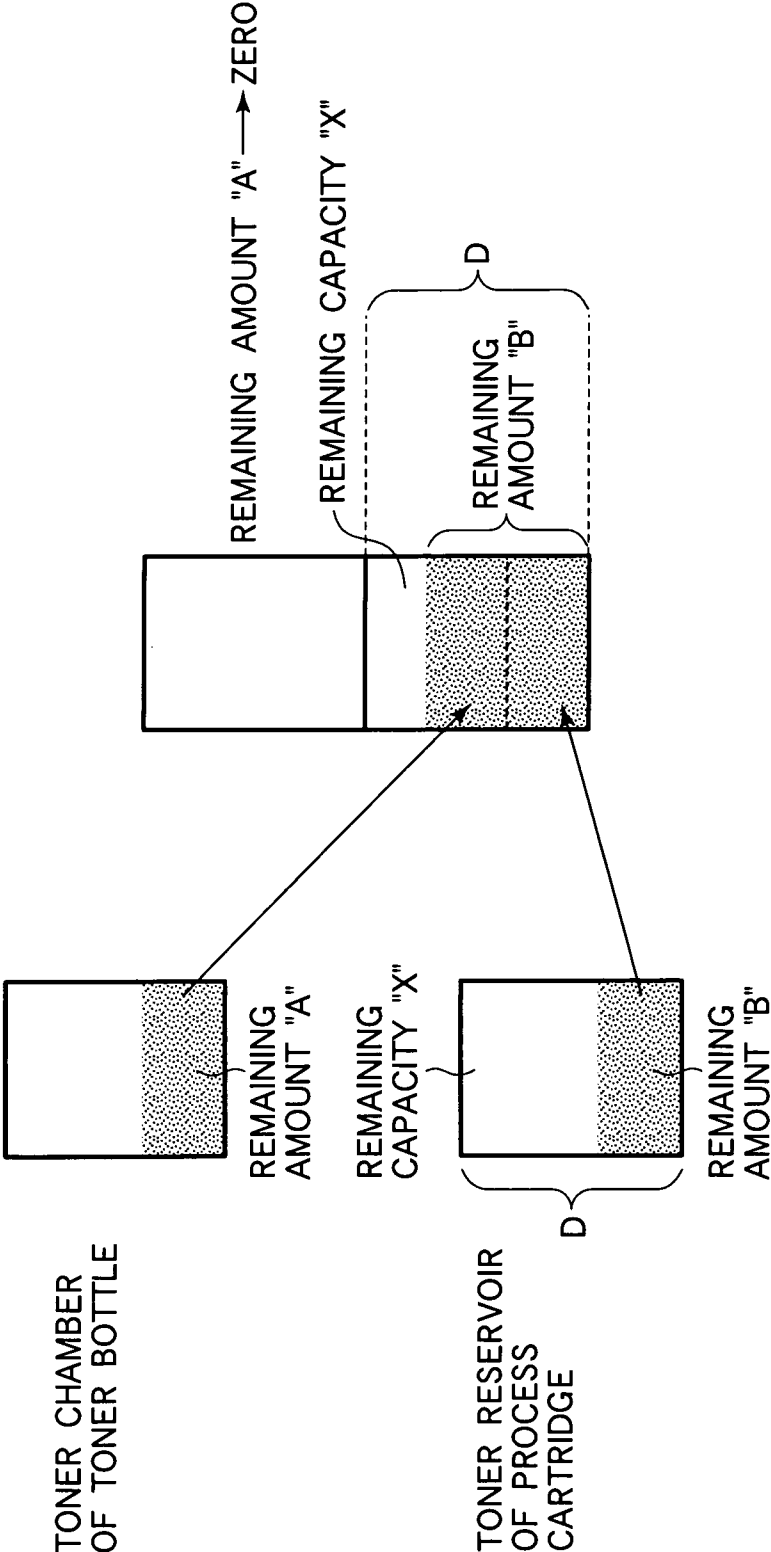 TONER CHAMBER
OF TONER BOTTLE
REMAINING
AMOUNT "A"
TONER RESERVOIR
OF PROCESS
CARTRIDGE
D
REMAINING
CAPACITY "X"
REMAINING
AMOUNT "B"
REMAINING AMOUNT "A" → ZERO
REMAINING CAPACITY "X"
D
REMAINING
AMOUNT "B"